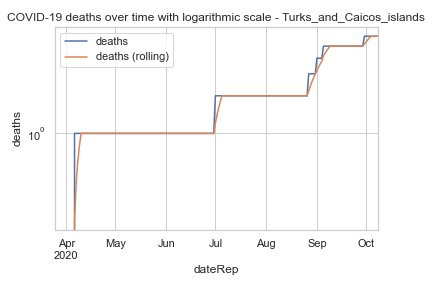 COVID-19 deaths over time with logarithmic scale - Turks_and_Caicos_islands
deaths
deaths (rolling)
deaths
10⁰
Apr
2020
May
Jun
Jul
Aug
Sep
Oct
dateRep